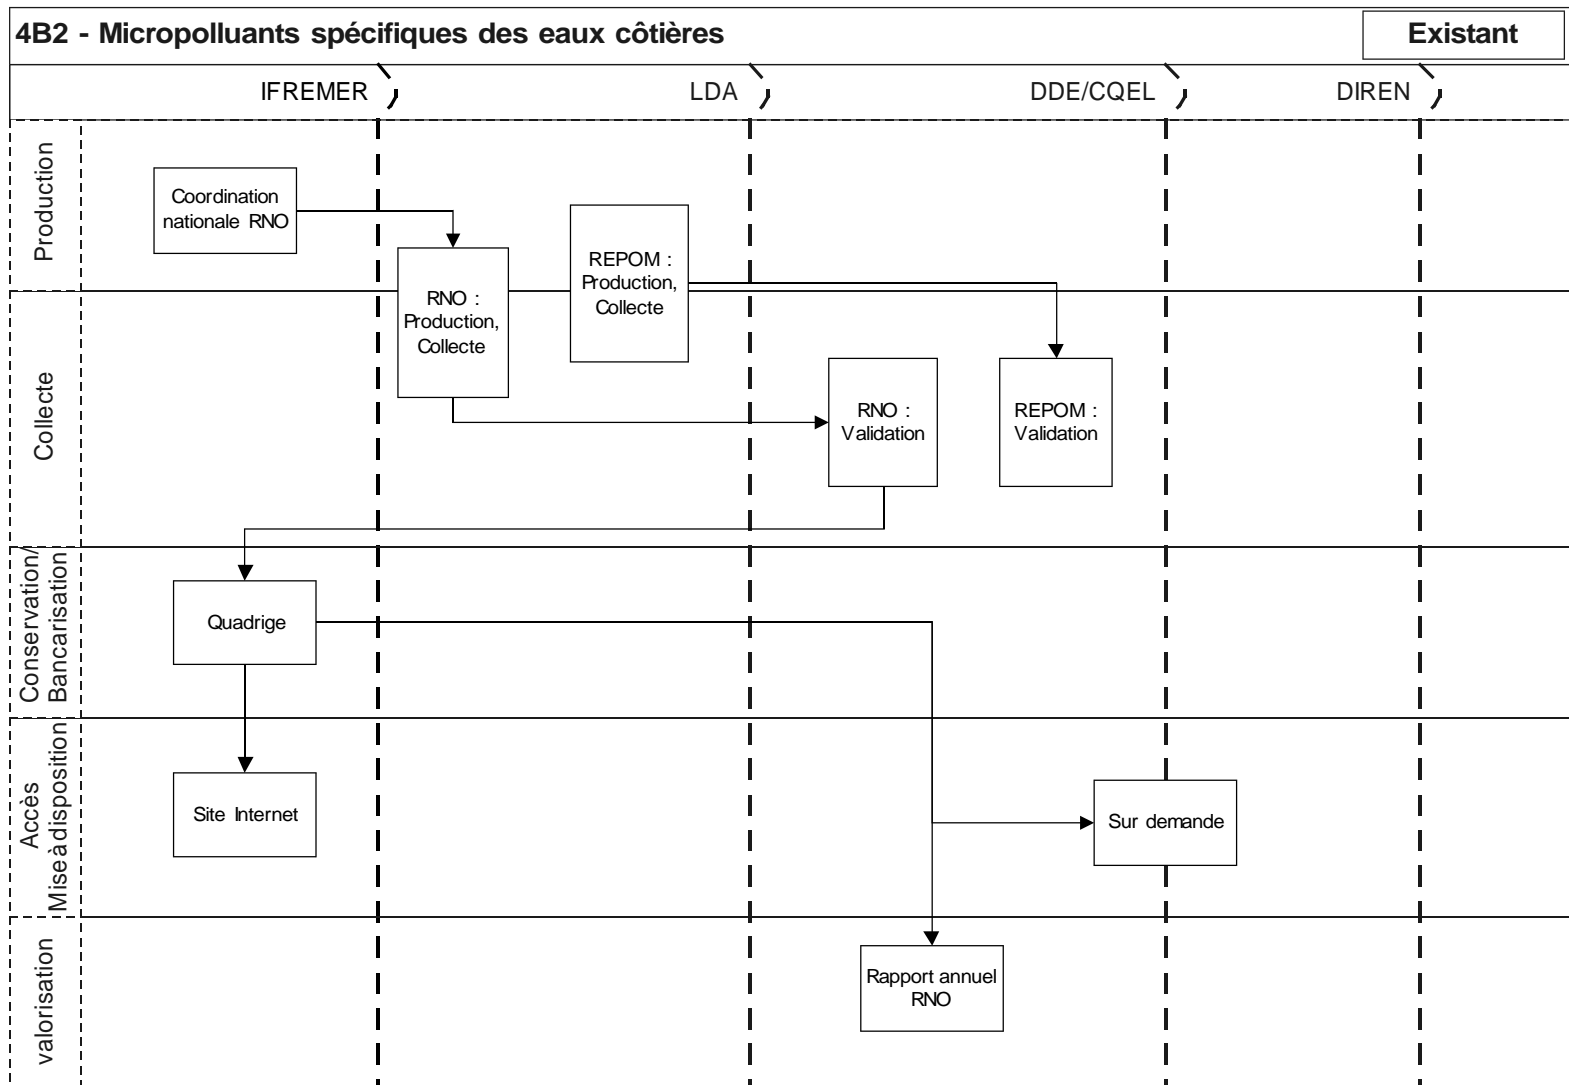 4B2 - Micropolluants spécifiques des eaux côtières
Existant
IFREMER
LDA
DDE/CQEL
DIREN
Production
Coordination
nationale RNO
REPOM :
Production,
Collecte
RNO :
Production,
Collecte
Collecte
RNO :
Validation
REPOM :
Validation
Conservation/
Bancarisation
Quadrige
Accès
Mise à disposition
Site Internet
Sur demande
valorisation
Rapport annuel
RNO